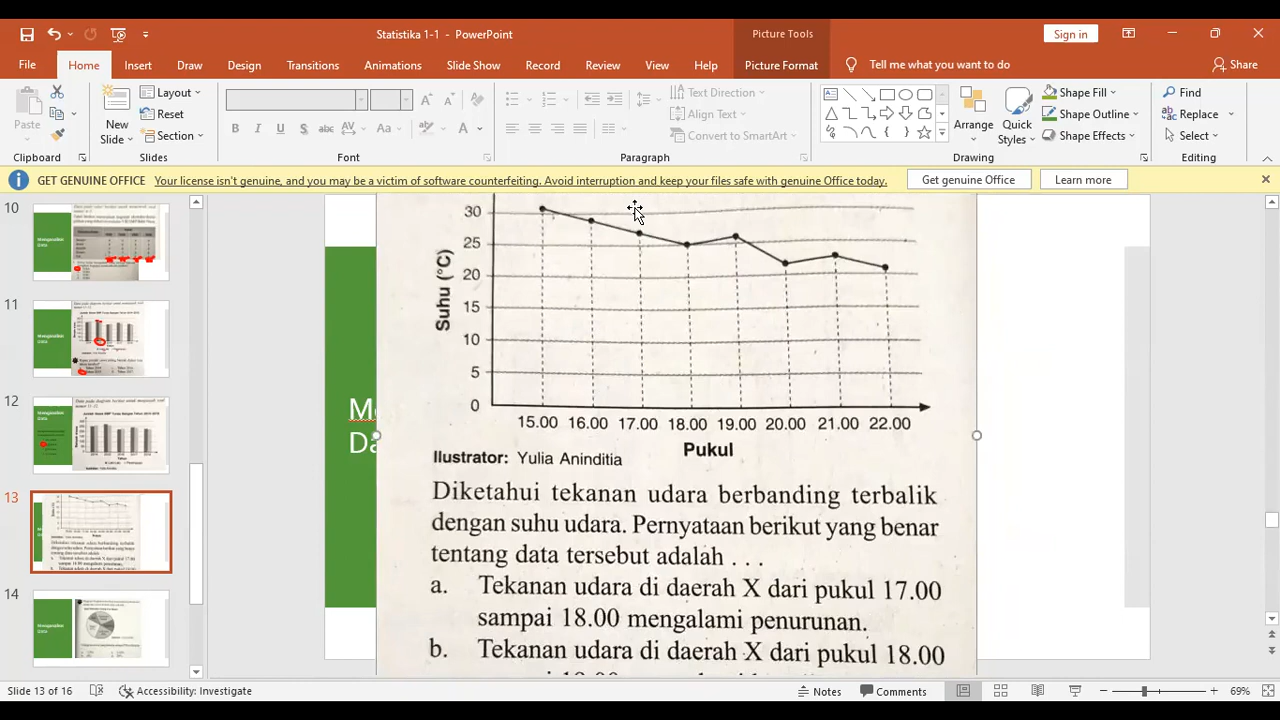 Statistika 1-1 - PowerPoint
Picture Tools
Sign in
File Home Insert Draw Design Transitions Animations Slide Show Record Review View Help Picture Format Tell me what you want to do Share
Paste
New Slide
Layout
Reset
Section
Text Direction
Align Text
Convert to SmartArt
Arrange
Quick Styles
Shape Fill
Shape Outline
Shape Effects
Find
Replace
Select
Clipboard Slides Font Paragraph Drawing Editing
GET GENUINE OFFICE Your license isn't genuine, and you may be a victim of software counterfeiting. Avoid interruption and keep your files safe with genuine Office today. Get genuine Office Learn more
10
11
12
13
14
Suhu (°C)
30
25
20
15
10
5
0
15.00 16.00 17.00 18.00 19.00 20.00 21.00 22.00
Pukul
Ilustrator: Yulia Aninditia
Diketahui tekanan udara berbanding terbalik
dengan suhu udara. Pernyataan berikut yang benar
tentang data tersebut adalah . . .
a. Tekanan udara di daerah X dari pukul 17.00
sampai 18.00 mengalami penurunan.
b. Tekanan udara di daerah X dari pukul 18.00
Slide 13 of 16 Accessibility: Investigate Notes Comments 69%